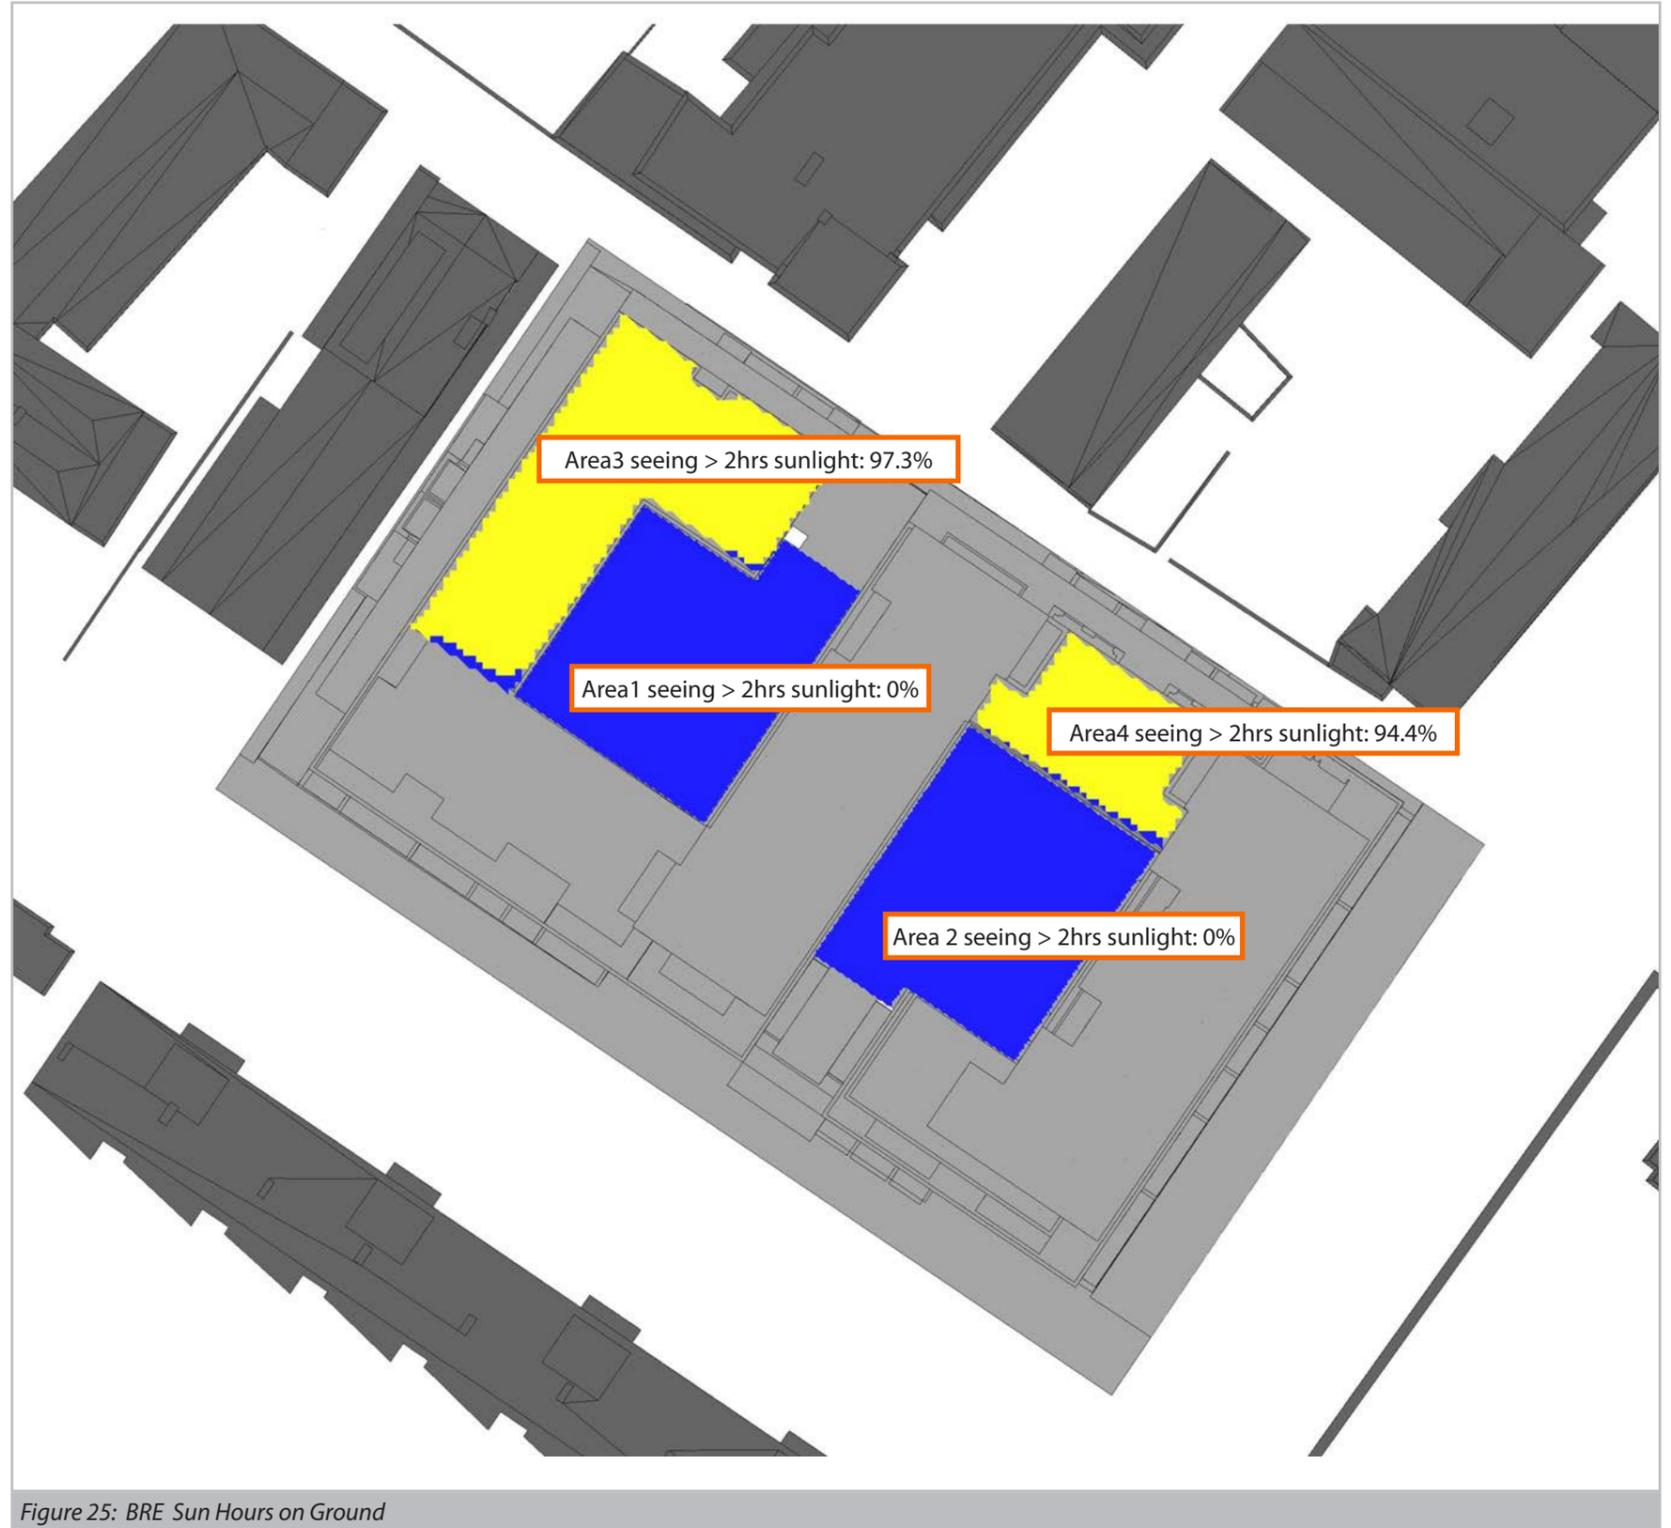 Area3 seeing > 2hrs sunlight: 97.3%
Area1 seeing > 2hrs sunlight: 0%
Area4 seeing > 2hrs sunlight: 94.4%
Area 2 seeing > 2hrs sunlight: 0%
Figure 25: BRE Sun Hours on Ground